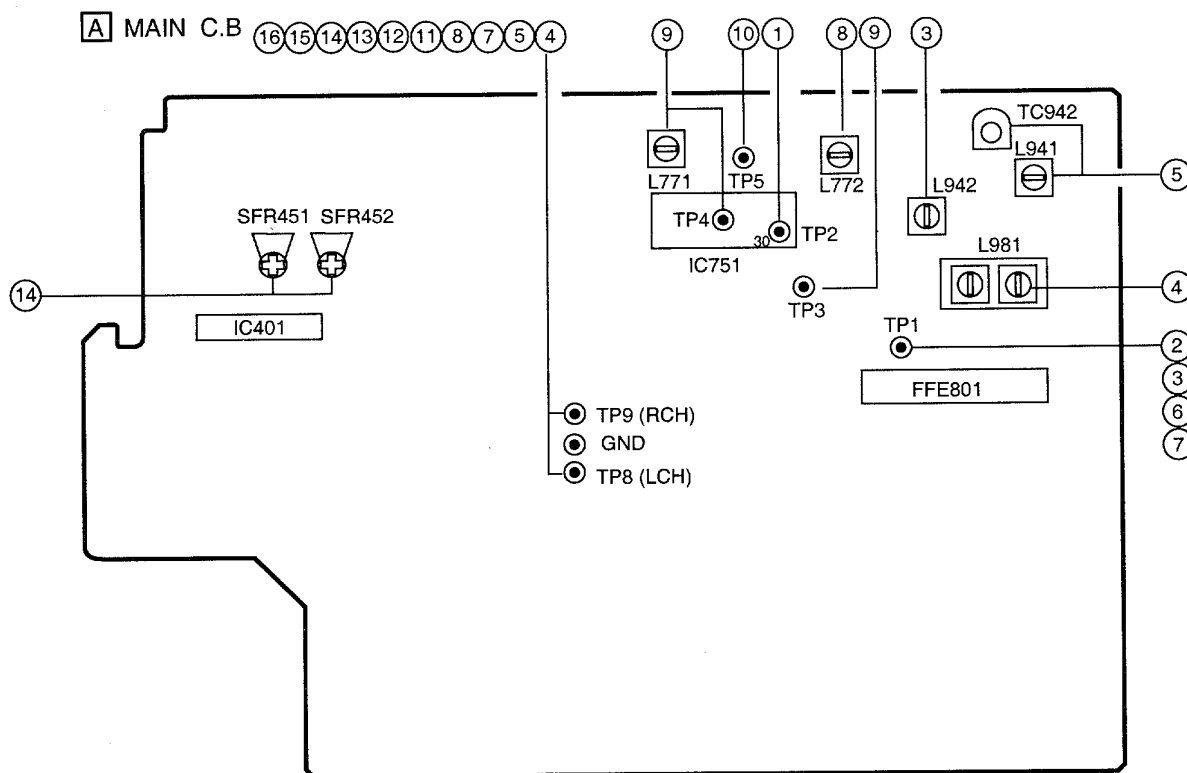 A MAIN C.B 16 15 14 13 12 11 8 7 5 4 9 10 1 8 9 3
TC942
L941
5
L771
TP5
L772
L942
SFR451 SFR452
TP4
30
TP2
IC751
L981
14
TP3
4
IC401
TP1
2
FFE801
3
TP9 (RCH)
6
GND
7
TP8 (LCH)